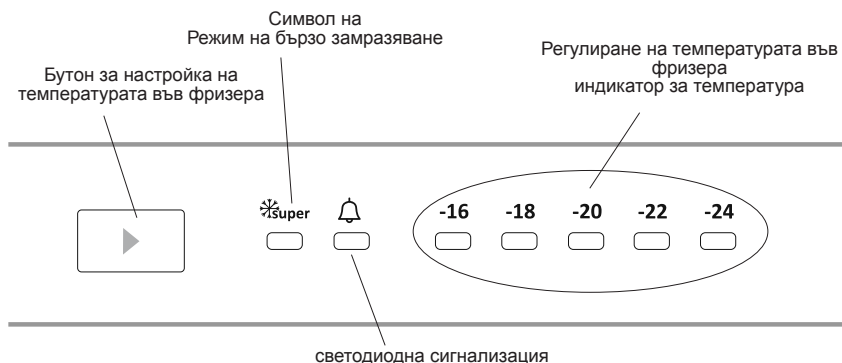 Символ на
Режим на бързо замразяване
Регулиране на температурата във
фризера
индикатор за температура
Бутон за настройка на
температурата във фризера
super
-16 -18 -20 -22 -24
светодиодна сигнализация